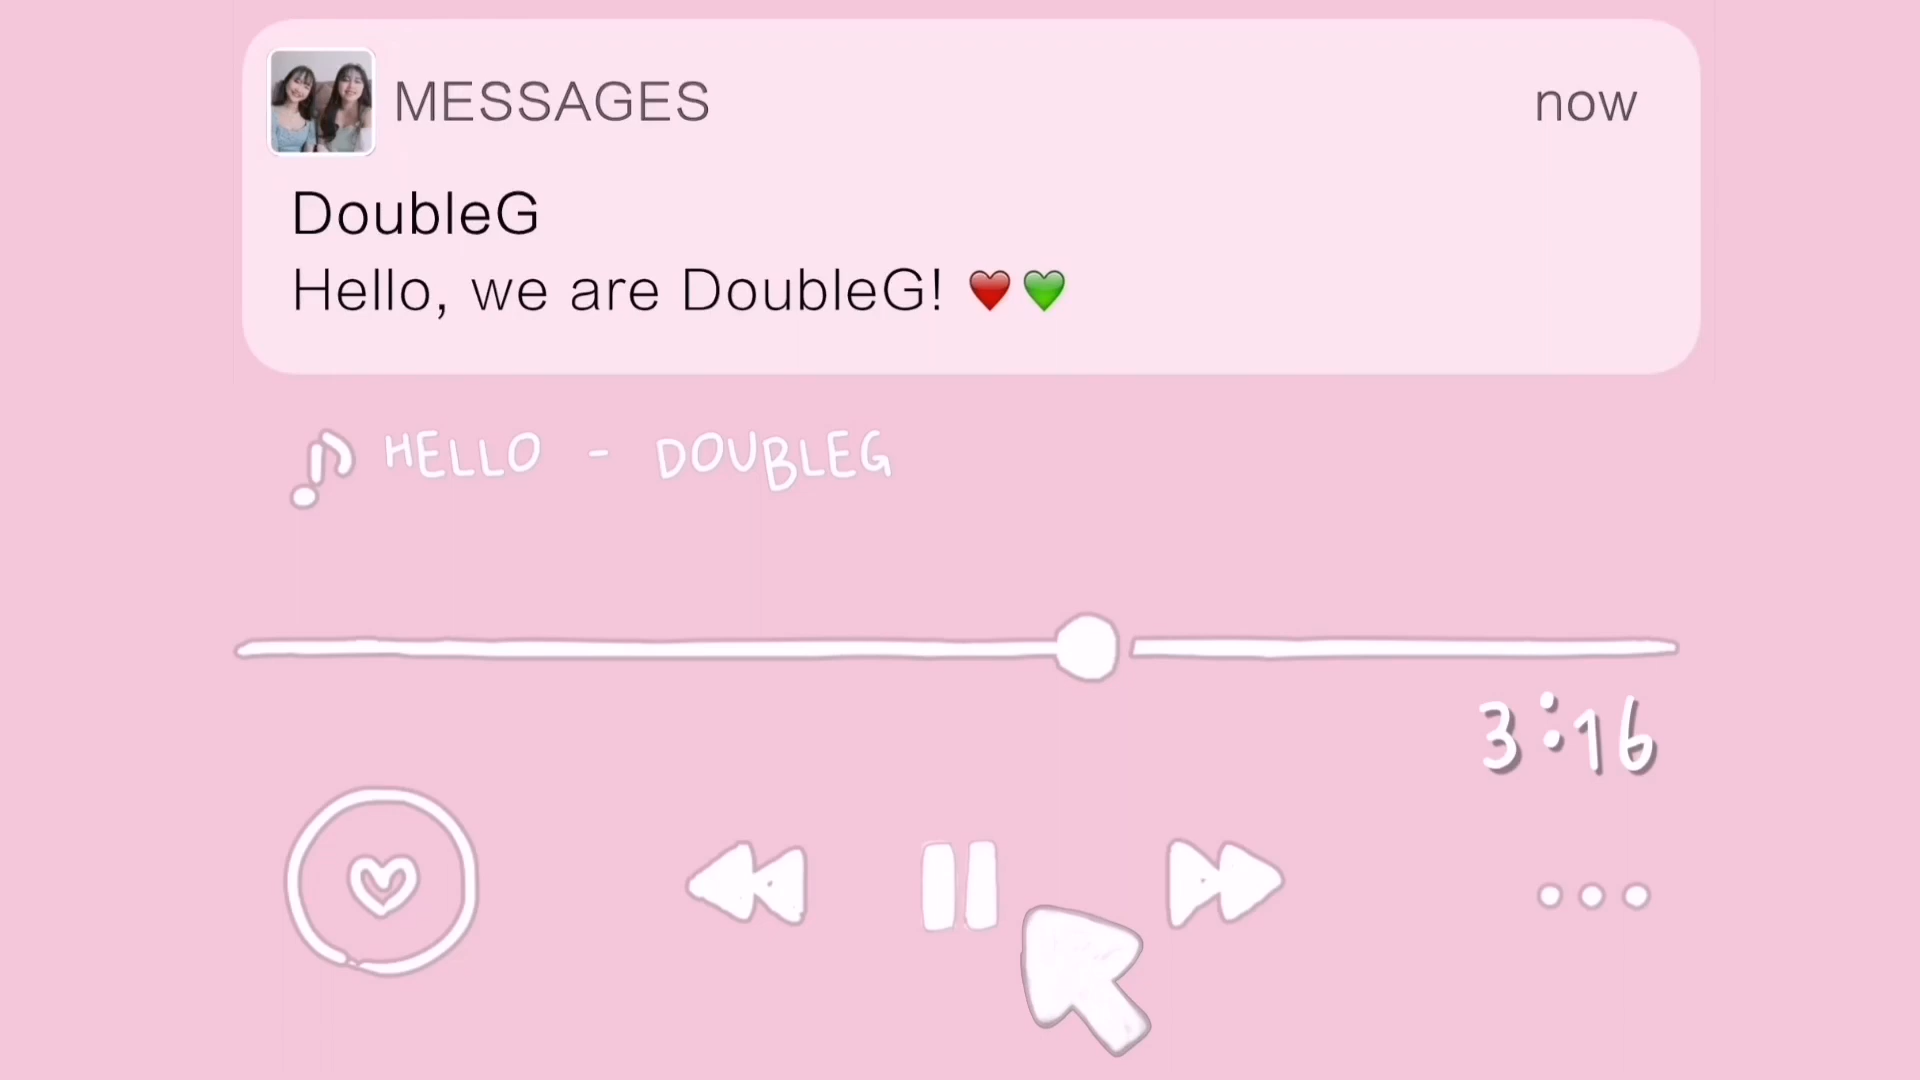 MESSAGES now
DoubleG
Hello, we are DoubleG! ❤️💚
HELLO - DOUBLEG
3:16